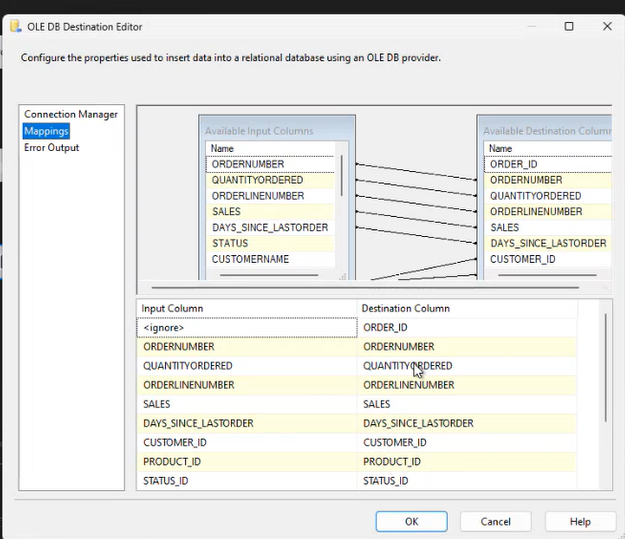 OLE DB Destination Editor
Configure the properties used to insert data into a relational database using an OLE DB provider.
Connection Manager
Mappings
Error Output
Available Input Columns
Name
ORDERNUMBER
QUANTITYORDERED
ORDERLINENUMBER
SALES
DAYS_SINCE_LASTORDER
STATUS
CUSTOMERNAME
Available Destination Colum
Name
ORDER_ID
ORDERNUMBER
QUANTITYORDERED
ORDERLINENUMBER
SALES
DAYS_SINCE_LASTORDER
CUSTOMER_ID
Input Column Destination Column
<ignore> ORDER_ID
ORDERNUMBER ORDERNUMBER
QUANTITYORDERED QUANTITYORDERED
ORDERLINENUMBER ORDERLINENUMBER
SALES SALES
DAYS_SINCE_LASTORDER DAYS_SINCE_LASTORDER
CUSTOMER_ID CUSTOMER_ID
PRODUCT_ID PRODUCT_ID
STATUS_ID STATUS_ID
OK Cancel Help